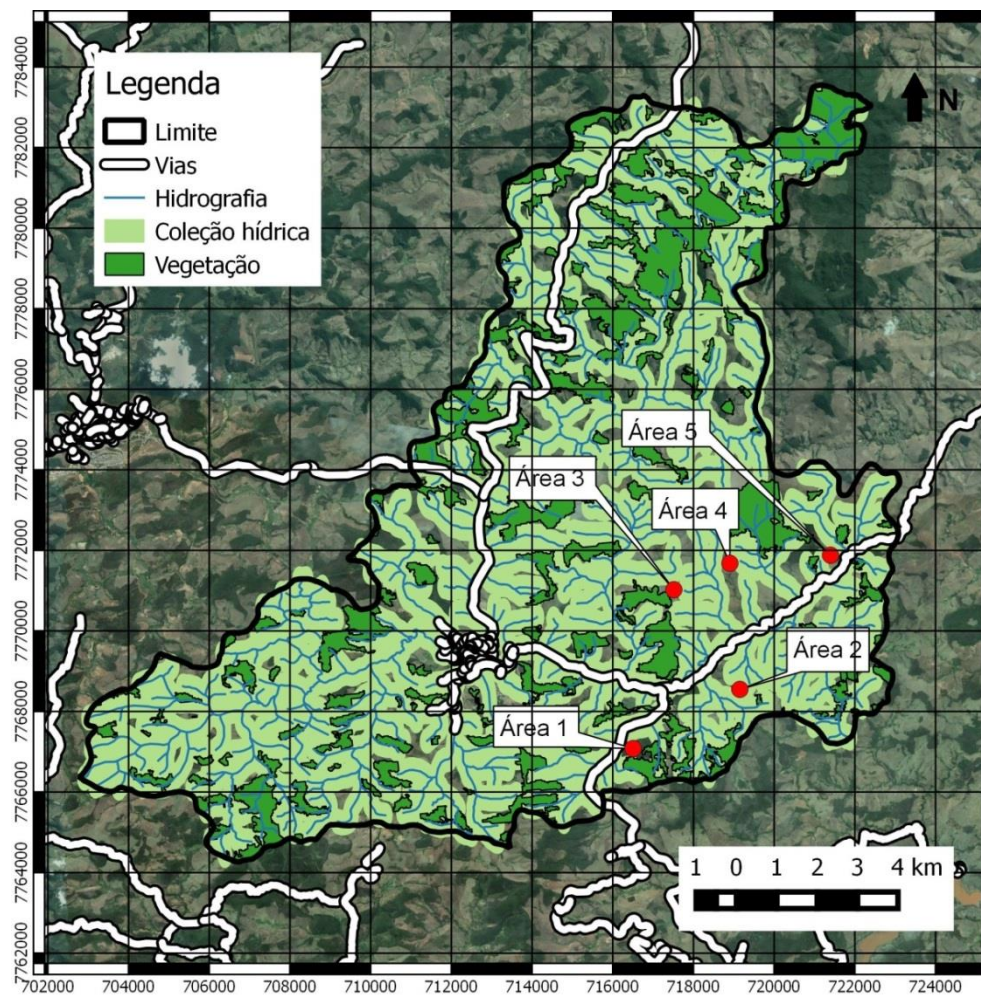 Legenda
Limite
Vias
Hidrografia
Coleção hídrica
Vegetação
N
7784000
7782000
7780000
7778000
7776000
7774000
7772000
7770000
7768000
7766000
7764000
7762000
Área 5
Área 3
Área 4
Área 2
Área 1
1 0 1 2 3 4 km
702000 704000 706000 708000 710000 712000 714000 716000 718000 720000 722000 724000